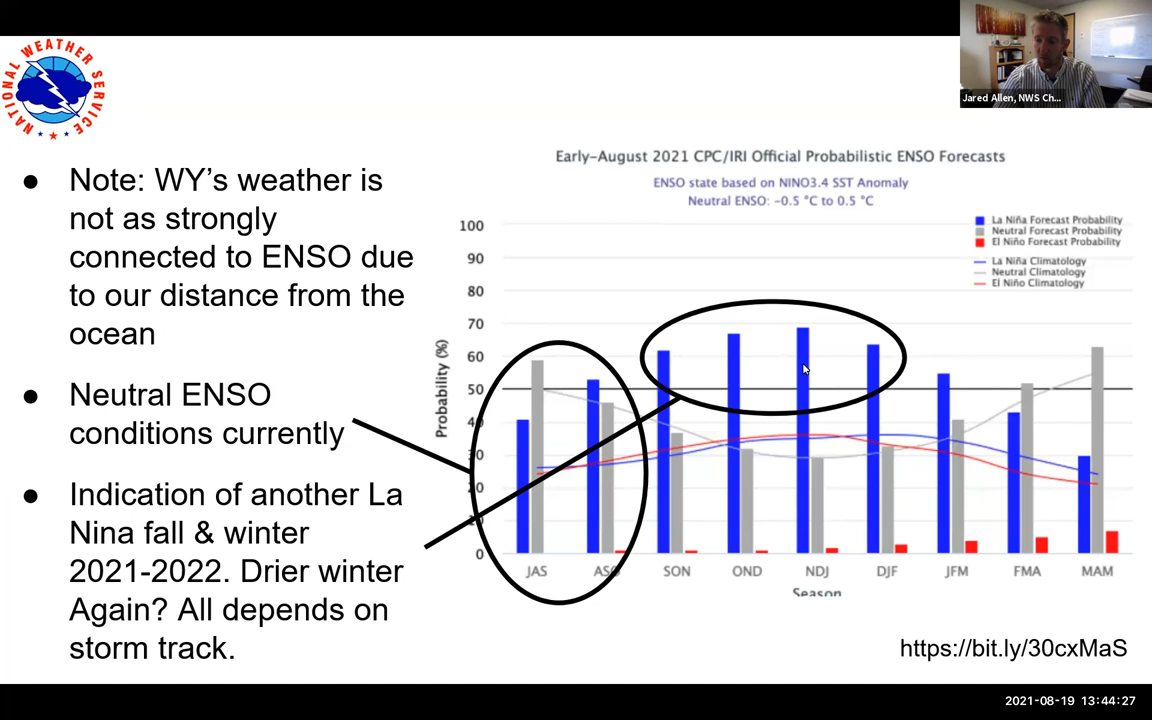 Jared Allen, NWS Ch...
NATIONAL WEATHER SERVICE
● Note: WY’s weather is
not as strongly
connected to ENSO due
to our distance from the
ocean
● Neutral ENSO
conditions currently
● Indication of another La
Nina fall & winter
2021-2022. Drier winter
Again? All depends on
storm track.
Early-August 2021 CPC/IRI Official Probabilistic ENSO Forecasts
ENSO state based on NINO3.4 SST Anomaly
Neutral ENSO: -0.5 °C to 0.5 °C
La Niña Forecast Probability
Neutral Forecast Probability
El Niño Forecast Probability
La Niña Climatology
Neutral Climatology
El Niño Climatology
Probability (%)
100
90
80
70
60
50
40
30
20
10
0
JAS ASO SON OND NDJ DJF JFM FMA MAM
Season
https://bit.ly/30cxMaS
2021-08-19 13:44:27